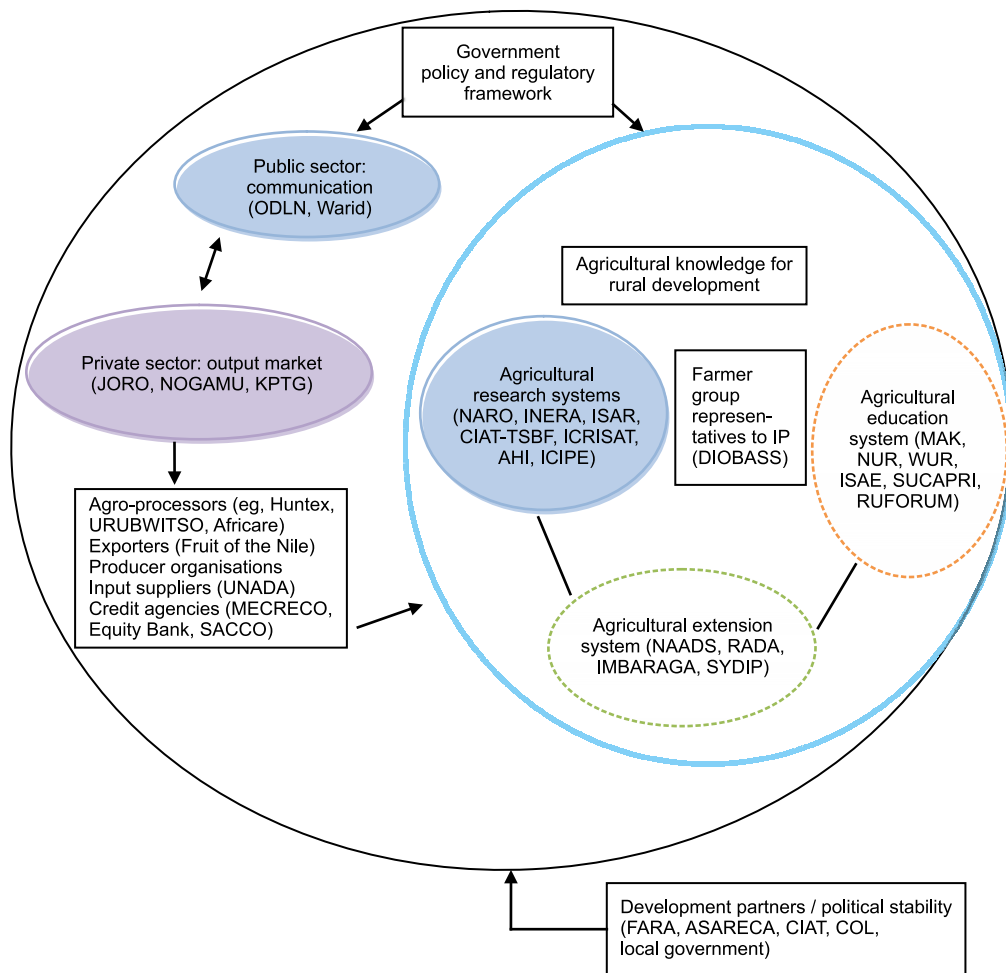 Government
policy and regulatory
framework
Public sector:
communication
(ODLN, Warid)
Agricultural knowledge for
rural development
Private sector: output market
(JORO, NOGAMU, KPTG)
Agricultural
research systems
(NARO, INERA, ISAR,
CIAT-TSBF, ICRISAT,
AHI, ICIPE)
Farmer
group
represen-
tatives to IP
(DIOBASS)
Agricultural
education
system (MAK,
NUR, WUR,
ISAE, SUCAPRI,
RUFORUM)
Agro-processors (eg, Huntex,
URUBWITSO, Africare)
Exporters (Fruit of the Nile)
Producer organisations
Input suppliers (UNADA)
Credit agencies (MECRECO,
Equity Bank, SACCO)
Agricultural extension
system (NAADS, RADA,
IMBARAGA, SYDIP)
Development partners / political stability
(FARA, ASARECA, CIAT, COL,
local government)